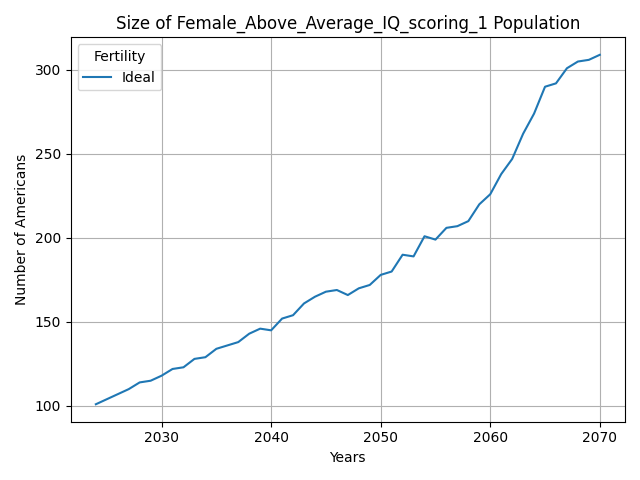 Size of Female_Above_Average_IQ_scoring_1 Population
Fertility
Ideal
Number of Americans
300
250
200
150
100
2030 2040 2050 2060 2070
Years